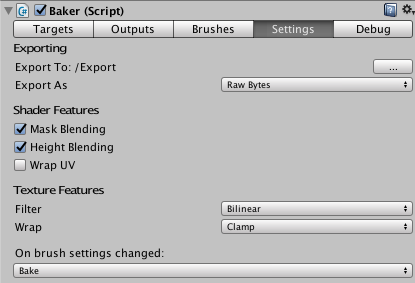 Baker (Script)
Targets Outputs Brushes Settings Debug
Exporting
Export To: /Export ...
Export As Raw Bytes
Shader Features
Mask Blending
Height Blending
Wrap UV
Texture Features
Filter Bilinear
Wrap Clamp
On brush settings changed:
Bake